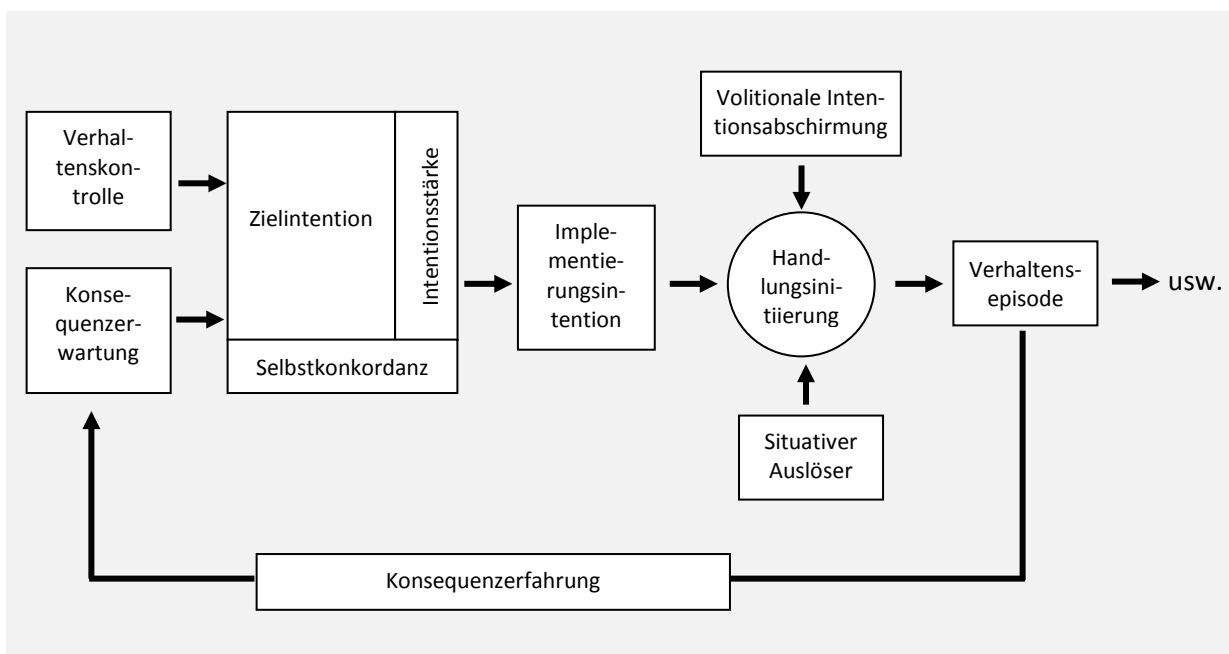 Verhal-
tenskon-
trolle
Konse-
quenzer-
wartung
Zielintention
Intentionsstärke
Selbstkonkordanz
Imple-
mentie-
rungsin-
tention
Volitionale Inten-
tionsabschirmung
Hand-
lungsini-
tiierung
Situativer
Auslöser
Verhaltens-
episode
usw.
Konsequenzerfahrung